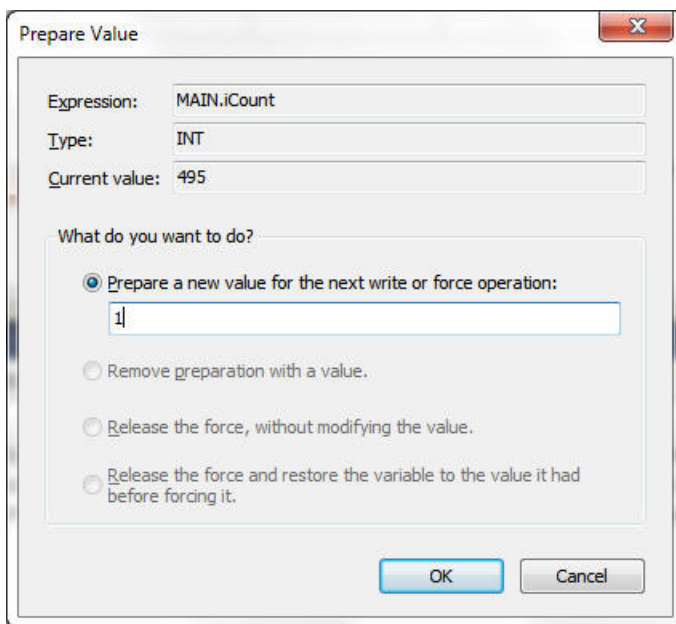 Prepare Value
Expression: MAIN.iCount
Type: INT
Current value: 495
What do you want to do?
Prepare a new value for the next write or force operation:
1
Remove preparation with a value.
Release the force, without modifying the value.
Release the force and restore the variable to the value it had
before forcing it.
OK Cancel